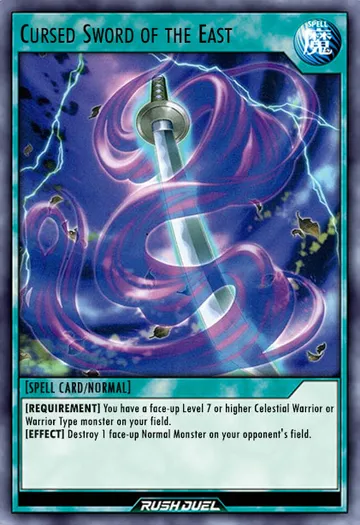 CURSED SWORD OF THE EAST
SPELL
魔
[SPELL CARD/NORMAL]
[REQUIREMENT] You have a face-up Level 7 or higher Celestial Warrior or
Warrior Type monster on your field.
[EFFECT] Destroy 1 face-up Normal Monster on your opponent's field.
RUSH DUEL